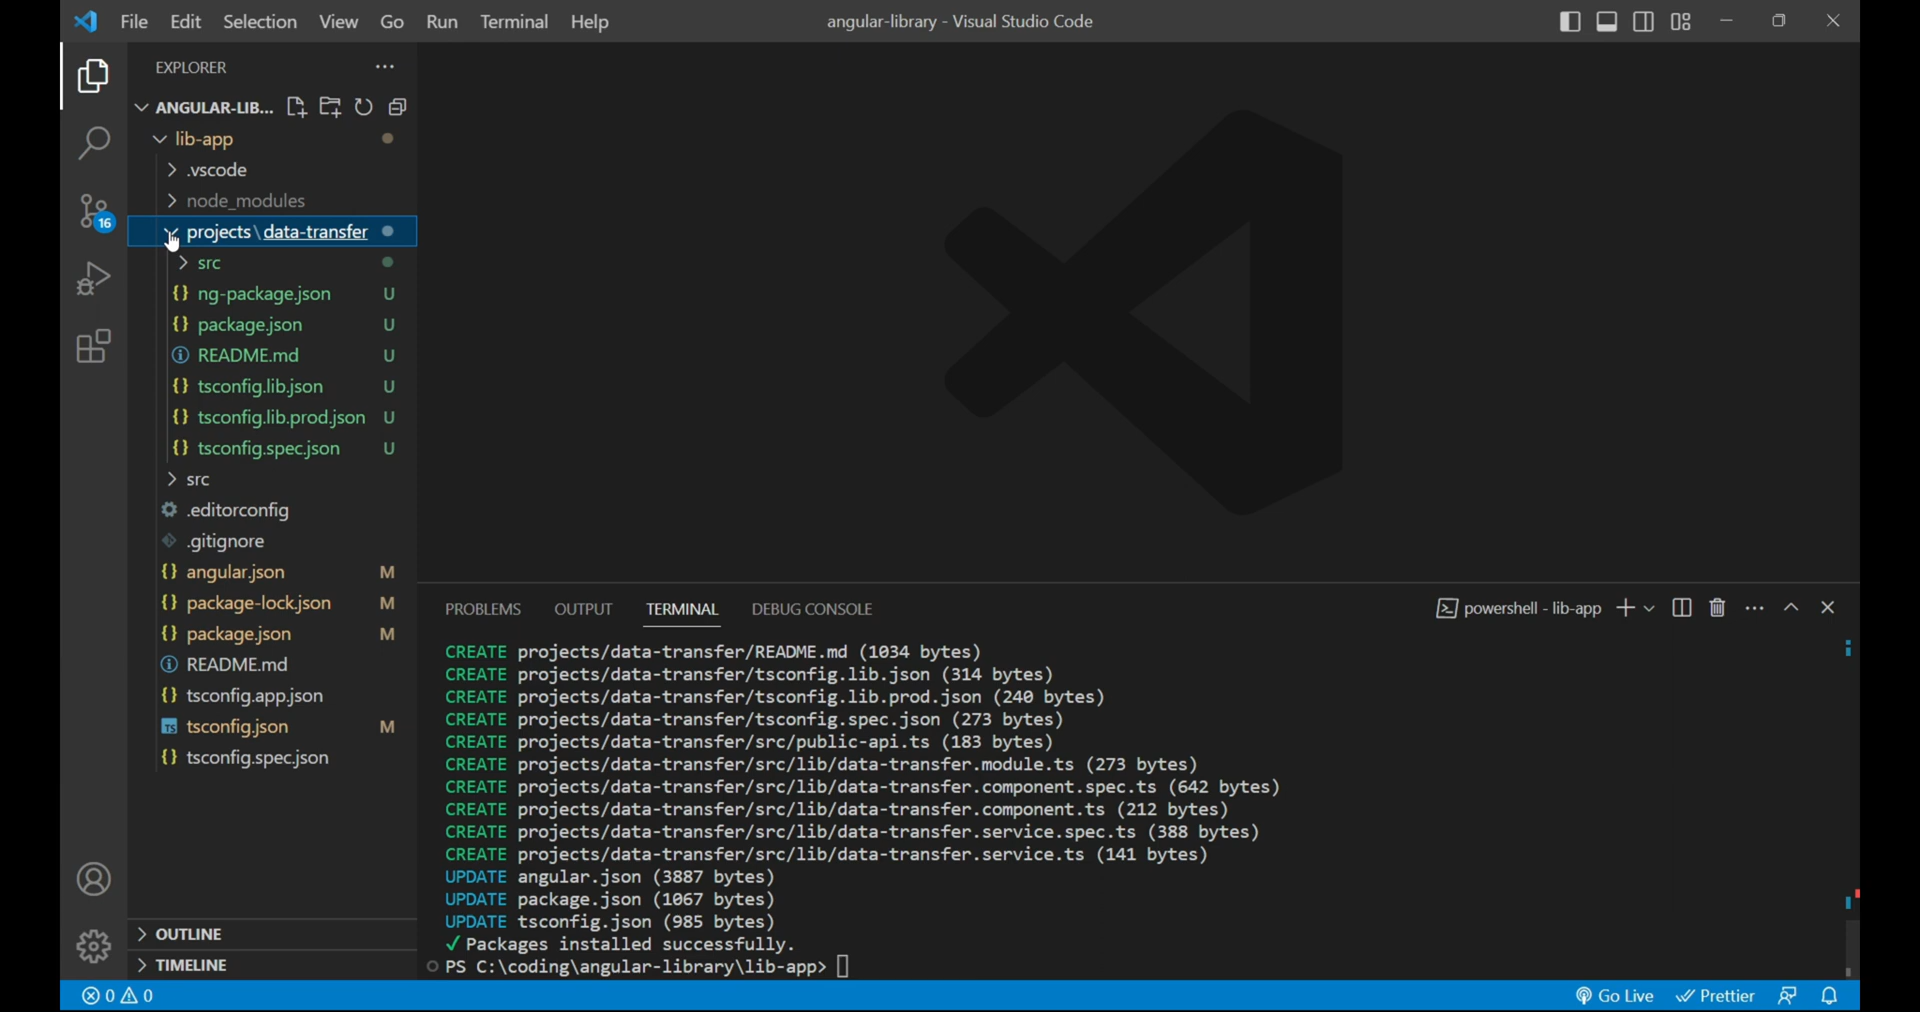 File Edit Selection View Go Run Terminal Help angular-library - Visual Studio Code
EXPLORER
ANGULAR-LIB...
lib-app
.vscode
node_modules
16
projects\data-transfer
src
ng-package.json U
package.json U
README.md U
tsconfig.lib.json U
tsconfig.lib.prod.json U
tsconfig.spec.json U
src
.editorconfig
.gitignore
angular.json M
package-lock.json M
package.json M
README.md
tsconfig.app.json
tsconfig.json M
tsconfig.spec.json
OUTLINE
TIMELINE
PROBLEMS OUTPUT TERMINAL DEBUG CONSOLE powershell - lib-app
CREATE projects/data-transfer/README.md (1034 bytes)
CREATE projects/data-transfer/tsconfig.lib.json (314 bytes)
CREATE projects/data-transfer/tsconfig.lib.prod.json (240 bytes)
CREATE projects/data-transfer/tsconfig.spec.json (273 bytes)
CREATE projects/data-transfer/src/public-api.ts (183 bytes)
CREATE projects/data-transfer/src/lib/data-transfer.module.ts (273 bytes)
CREATE projects/data-transfer/src/lib/data-transfer.component.spec.ts (642 bytes)
CREATE projects/data-transfer/src/lib/data-transfer.component.ts (212 bytes)
CREATE projects/data-transfer/src/lib/data-transfer.service.spec.ts (388 bytes)
CREATE projects/data-transfer/src/lib/data-transfer.service.ts (141 bytes)
UPDATE angular.json (3887 bytes)
UPDATE package.json (1067 bytes)
UPDATE tsconfig.json (985 bytes)
✓ Packages installed successfully.
PS C:\coding\angular-library\lib-app>
0 0 Go Live Prettier